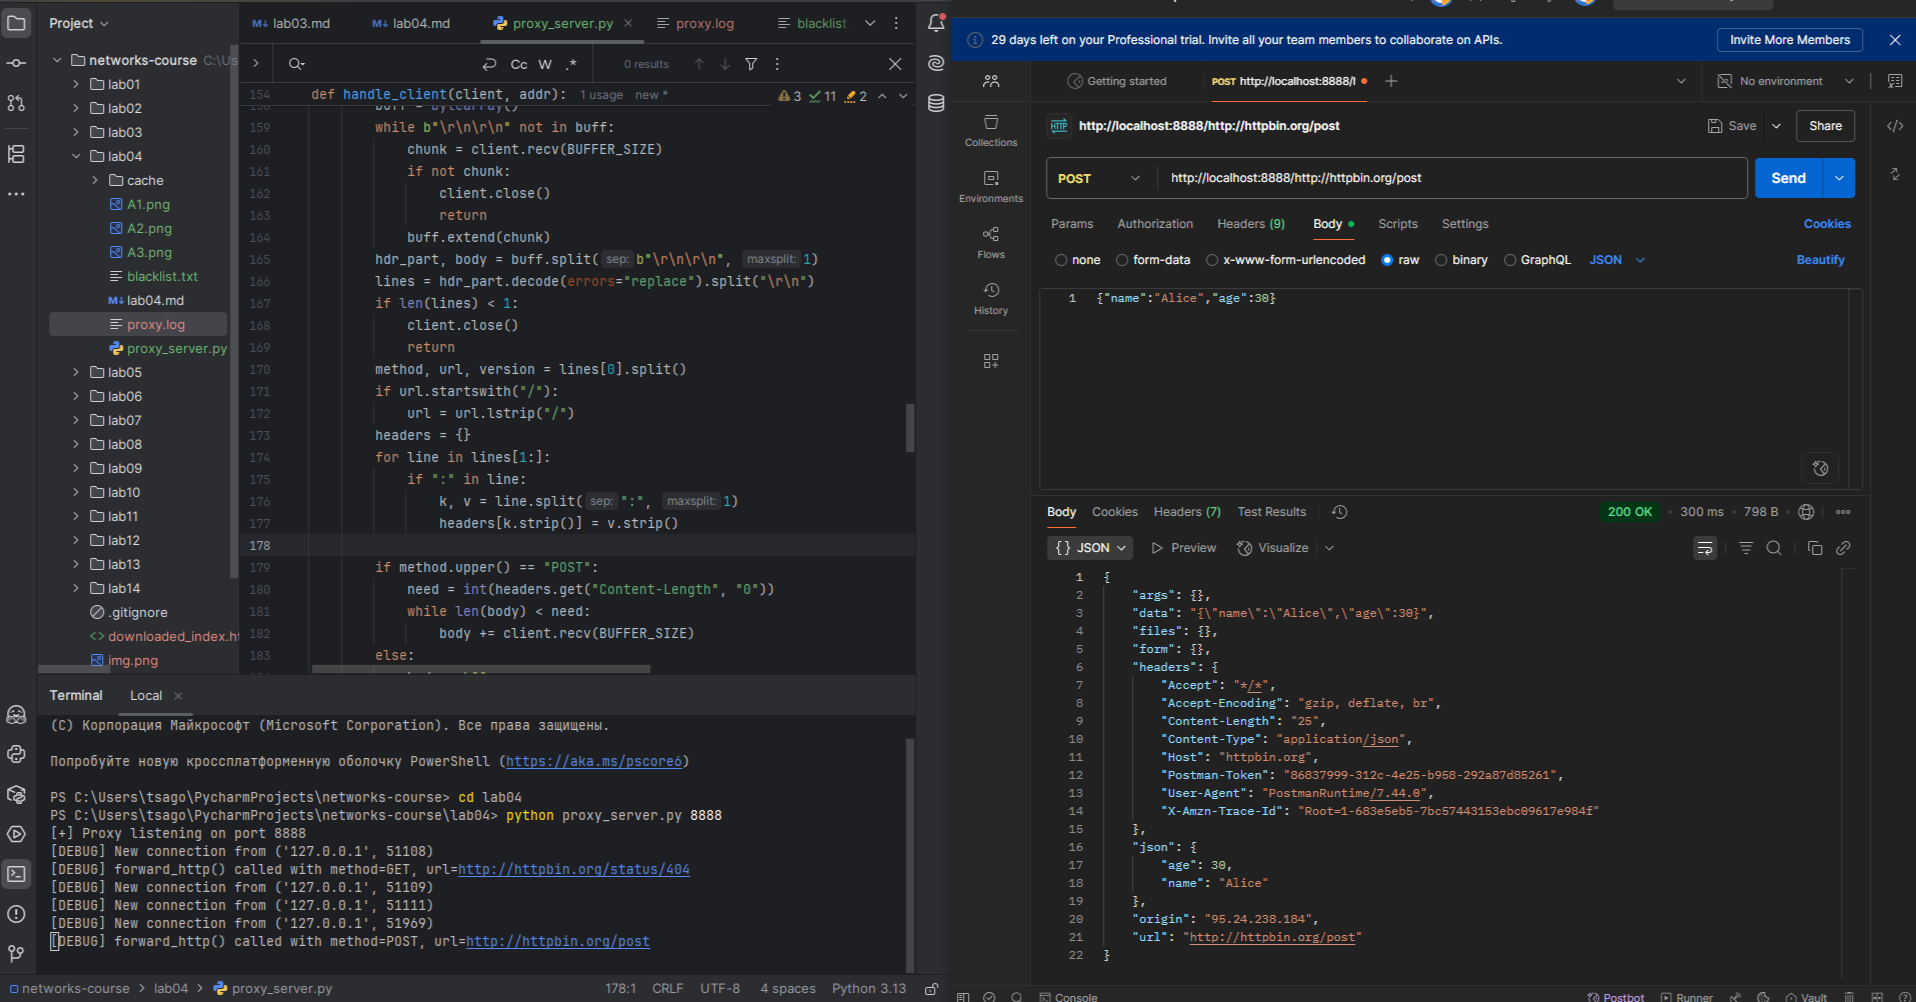 Project
networks-course C:\Us
lab01
lab02
lab03
lab04
cache
A1.png
A2.png
A3.png
blacklist.txt
lab04.md
proxy.log
proxy_server.py
lab05
lab06
lab07
lab08
lab09
lab10
lab11
lab12
lab13
lab14
.gitignore
downloaded_index.ht
img.png
lab03.md
lab04.md
proxy_server.py
proxy.log
blacklist
Cc W .*
0 results
154 def handle_client(client, addr): 1 usage new *
3 11 2
159 while b"\r\n\r\n" not in buff:
160 chunk = client.recv(BUFFER_SIZE)
161 if not chunk:
162 client.close()
163 return
164 buff.extend(chunk)
165 hdr_part, body = buff.split( sep: b"\r\n\r\n", maxsplit: 1)
166 lines = hdr_part.decode(errors="replace").split("\r\n")
167 if len(lines) < 1:
168 client.close()
169 return
170 method, url, version = lines[0].split()
171 if url.startswith("/"):
172 url = url.lstrip("/")
173 headers = {}
174 for line in lines[1:]:
175 if ":" in line:
176 k, v = line.split( sep: ":", maxsplit: 1)
177 headers[k.strip()] = v.strip()
178
179 if method.upper() == "POST":
180 need = int(headers.get("Content-Length", "0"))
181 while len(body) < need:
182 body += client.recv(BUFFER_SIZE)
183 else:
Terminal Local
(C) Корпорация Майкрософт (Microsoft Corporation). Все права защищены.
Попробуйте новую кроссплатформенную оболочку PowerShell (https://aka.ms/pscore6)
PS C:\Users\tsago\PycharmProjects\networks-course> cd lab04
PS C:\Users\tsago\PycharmProjects\networks-course\lab04> python proxy_server.py 8888
[+] Proxy listening on port 8888
[DEBUG] New connection from ('127.0.0.1', 51108)
[DEBUG] forward_http() called with method=GET, url=http://httpbin.org/status/404
[DEBUG] New connection from ('127.0.0.1', 51109)
[DEBUG] New connection from ('127.0.0.1', 51111)
[DEBUG] New connection from ('127.0.0.1', 51969)
[DEBUG] forward_http() called with method=POST, url=http://httpbin.org/post
networks-course > lab04 > proxy_server.py
178:1 CRLF UTF-8 4 spaces Python 3.13
29 days left on your Professional trial. Invite all your team members to collaborate on APIs.
Invite More Members
Getting started
POST http://localhost:8888/
No environment
Collections
Environments
Flows
History
HTTP http://localhost:8888/http://httpbin.org/post
Save
Share
POST
http://localhost:8888/http://httpbin.org/post
Send
Params Authorization Headers (9) Body Scripts Settings
Cookies
none form-data x-www-form-urlencoded raw binary GraphQL JSON
Beautify
1 {"name":"Alice","age":30}
Body Cookies Headers (7) Test Results
200 OK 300 ms 798 B
{} JSON Preview Visualize
1 {
2 "args": {},
3 "data": "{\"name\":\"Alice\",\"age\":30}",
4 "files": {},
5 "form": {},
6 "headers": {
7 "Accept": "*/*",
8 "Accept-Encoding": "gzip, deflate, br",
9 "Content-Length": "25",
10 "Content-Type": "application/json",
11 "Host": "httpbin.org",
12 "Postman-Token": "86837999-312c-4e25-b958-292a87d85261",
13 "User-Agent": "PostmanRuntime/7.44.0",
14 "X-Amzn-Trace-Id": "Root=1-683e5eb5-7bc57443153ebc09617e984f"
15 },
16 "json": {
17 "age": 30,
18 "name": "Alice"
19 },
20 "origin": "95.24.238.184",
21 "url": "http://httpbin.org/post"
22 }
Console
Postbot Runner Vault